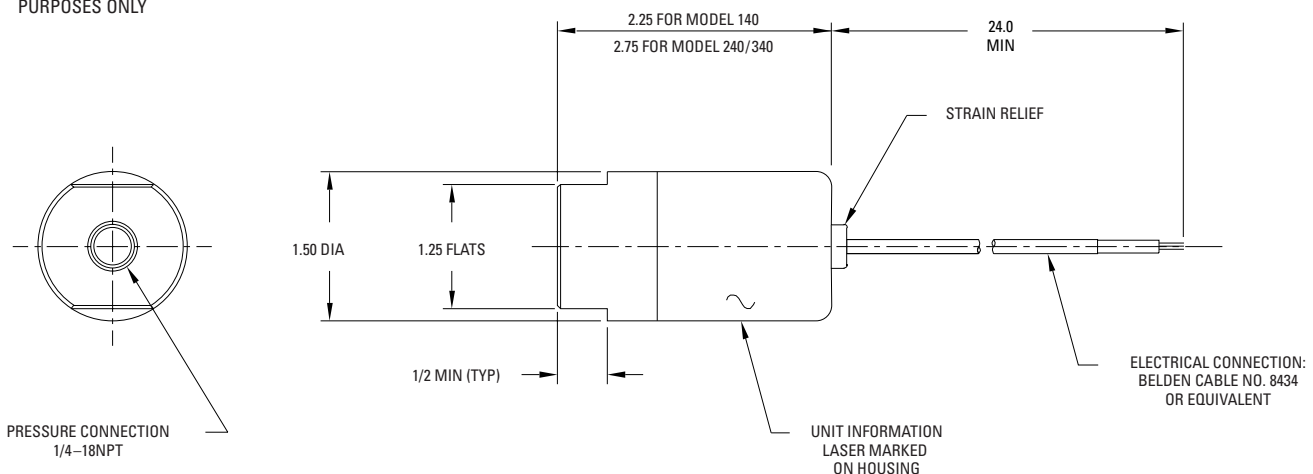 PURPOSES ONLY
2.25 FOR MODEL 140
2.75 FOR MODEL 240/340
24.0
MIN
STRAIN RELIEF
1.50 DIA
1.25 FLATS
1/2 MIN (TYP)
PRESSURE CONNECTION
1/4–18NPT
UNIT INFORMATION
LASER MARKED
ON HOUSING
ELECTRICAL CONNECTION:
BELDEN CABLE NO. 8434
OR EQUIVALENT